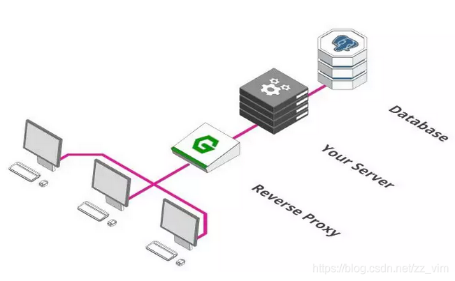 Database
Your Server
Reverse Proxy
G
https://blog.csdn.net/zz_vim